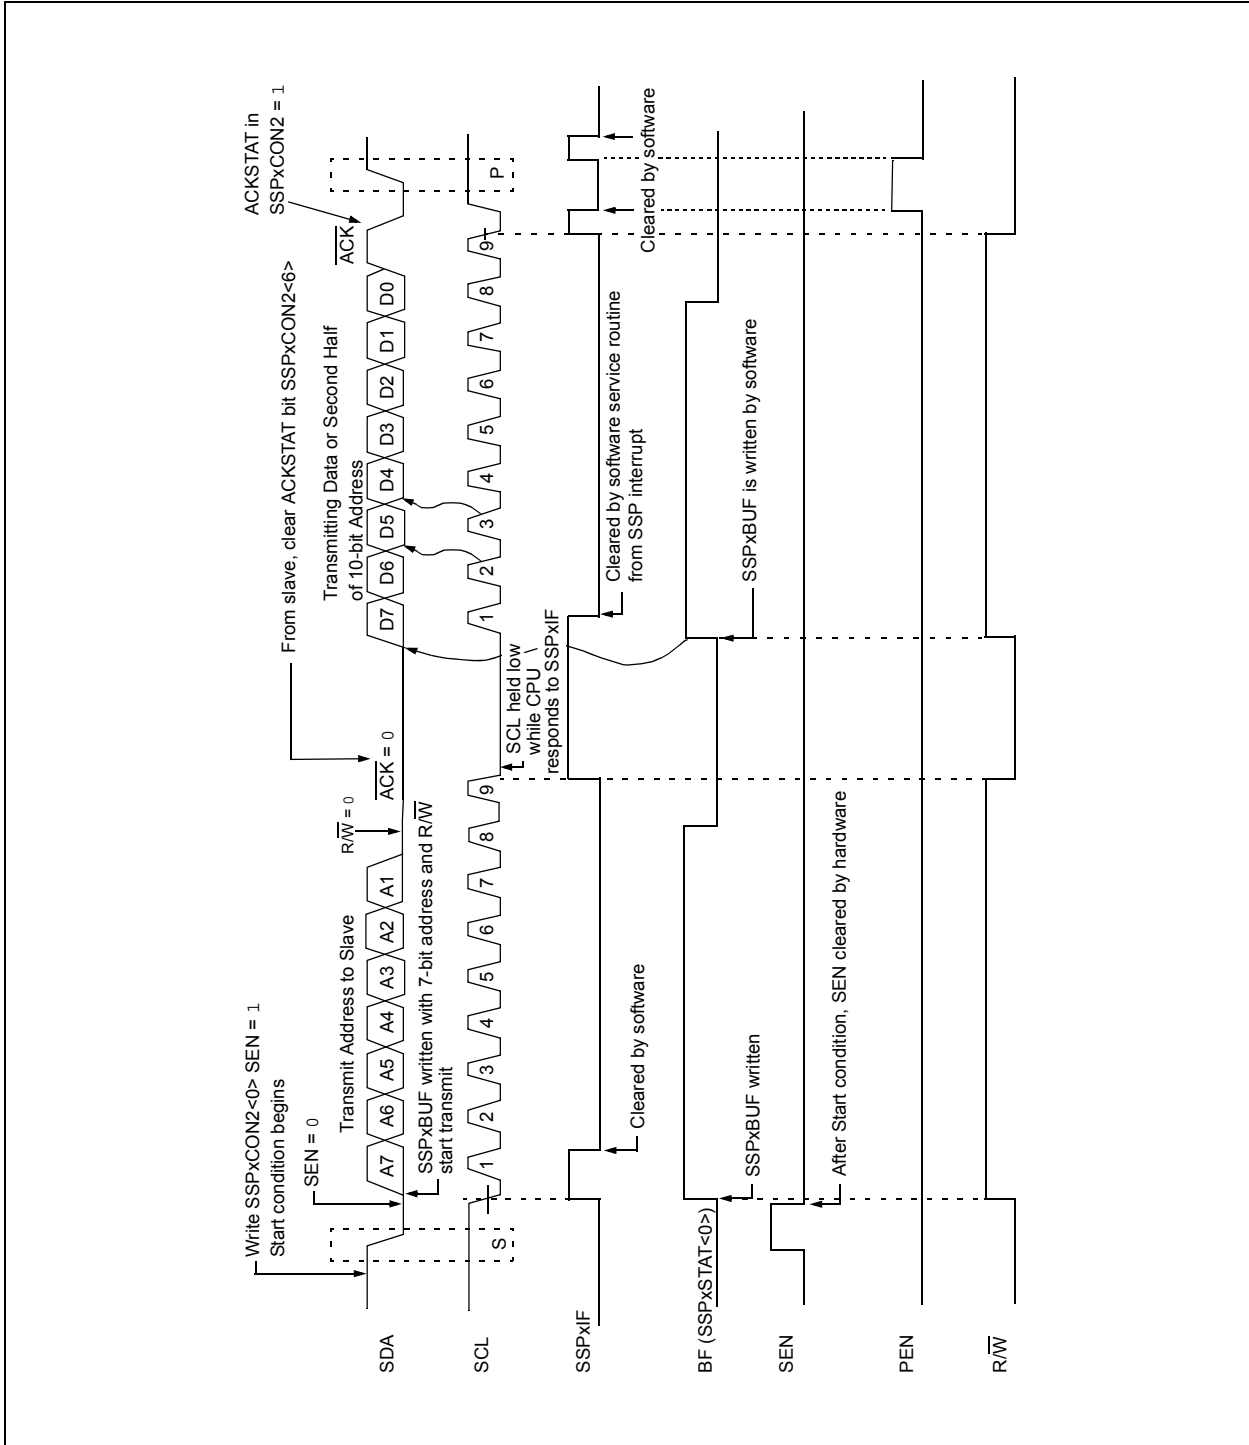 Write SSPxCON2<0> SEN = 1
Start condition begins
SEN = 0
Transmit Address to Slave
R/W = 0
From slave, clear ACKSTAT bit SSPxCON2<6>
ACK = 0
Transmitting Data or Second Half
of 10-bit Address
ACK
ACKSTAT in
SSPxCON2 = 1
SDA
A7 A6 A5 A4 A3 A2 A1
D7 D6 D5 D4 D3 D2 D1 D0
SSPxBUF written with 7-bit address and R/W
start transmit
SCL
S
1 2 3 4 5 6 7 8 9
1 2 3 4 5 6 7 8 9
P
SCL held low
while CPU
responds to SSPxIF
SSPxIF
Cleared by software
Cleared by software service routine
from SSP interrupt
Cleared by software
BF (SSPxSTAT<0>)
SSPxBUF written
SSPxBUF is written by software
SEN
After Start condition, SEN cleared by hardware
PEN
R/W